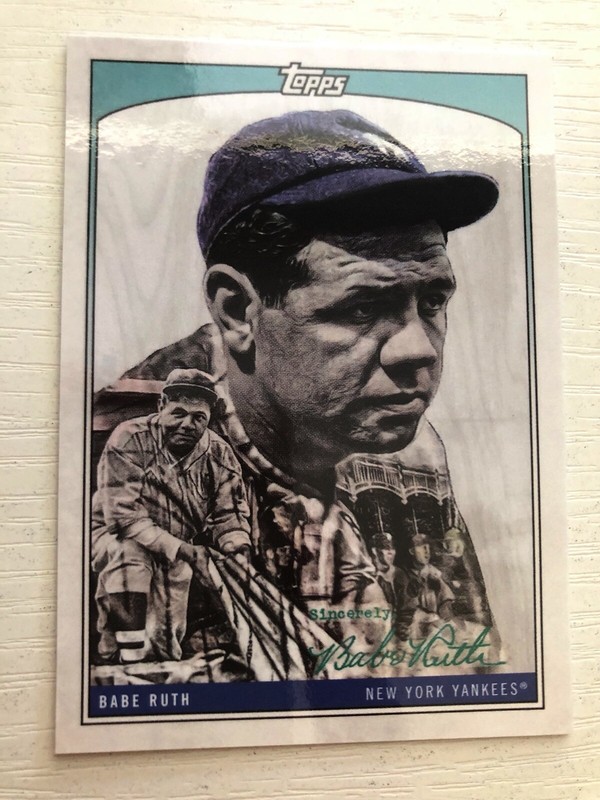 Topps
Sincerely,
Babe Ruth
BABE RUTH
NEW YORK YANKEES®